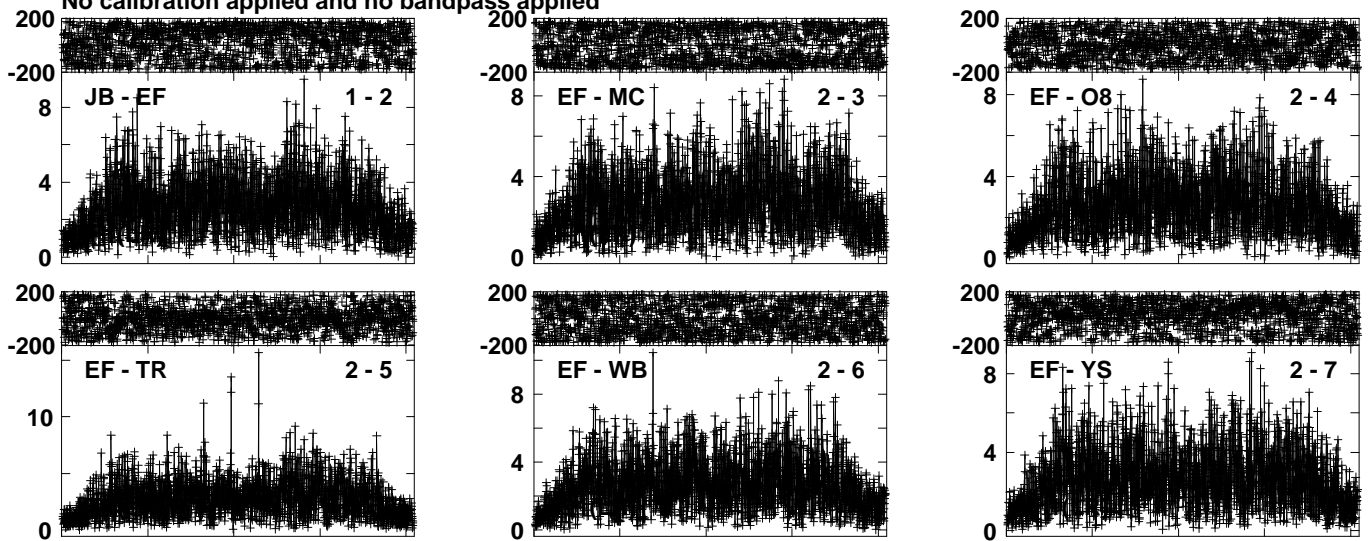 No calibration applied and no bandpass applied
200 200 200
-200 -200 -200
JB - EF 1 - 2 EF - MC 2 - 3 EF - O8 2 - 4
8 8 8
4 4 4
0 0 0
200 200 200
-200 -200 -200
EF - TR 2 - 5 EF - WB 2 - 6 EF - YS 2 - 7
10 8 8
4 4
0 0 0